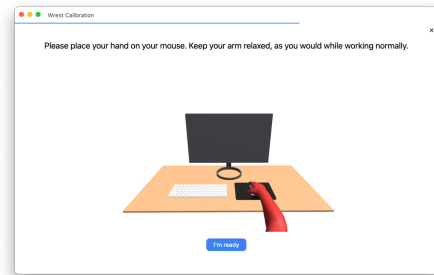 Wrest Calibration
Please place your hand on your mouse. Keep your arm relaxed, as you would while working normally.
I'm ready